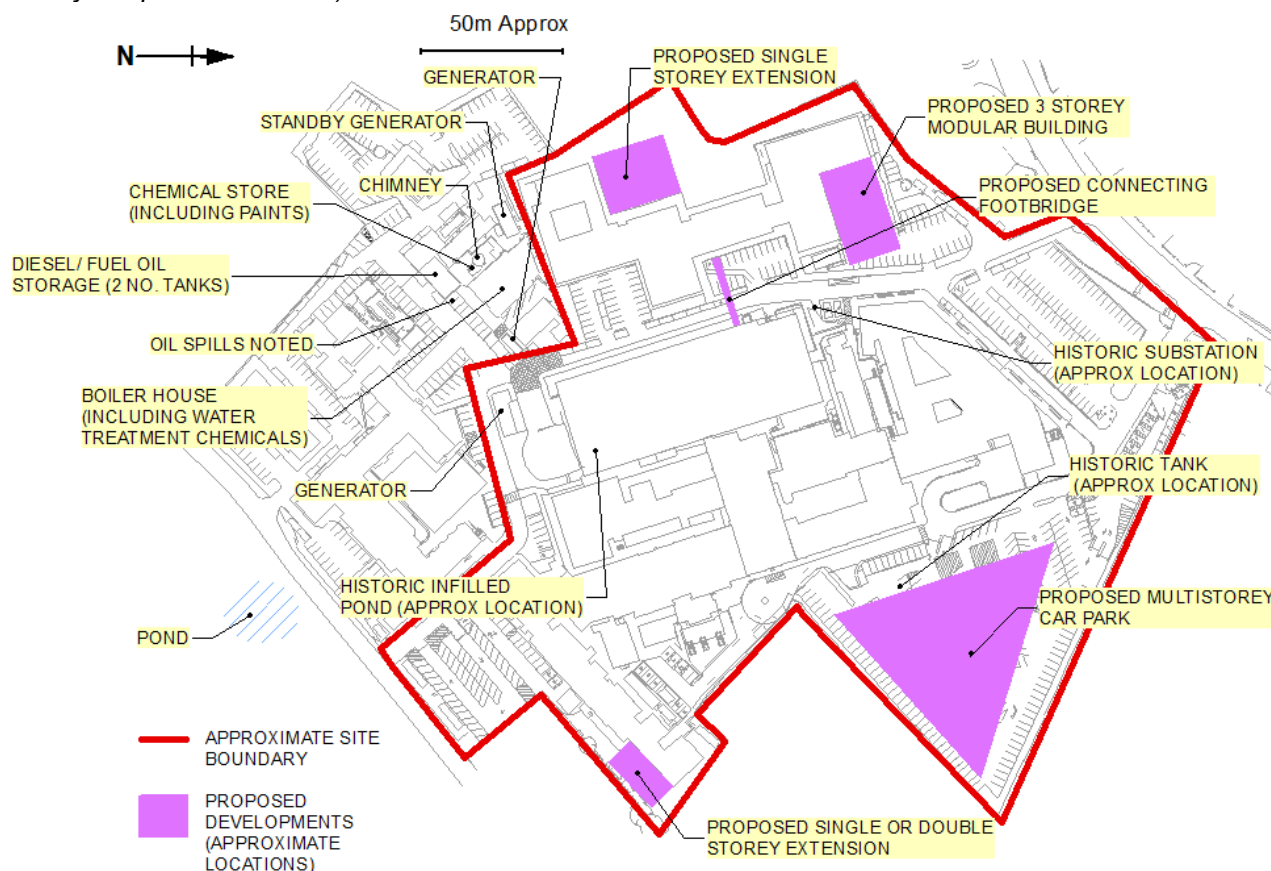 50m Approx
N
GENERATOR
PROPOSED SINGLE
STOREY EXTENSION
STANDBY GENERATOR
PROPOSED 3 STOREY
MODULAR BUILDING
CHEMICAL STORE
(INCLUDING PAINTS)
CHIMNEY
PROPOSED CONNECTING
FOOTBRIDGE
DIESEL/ FUEL OIL
STORAGE (2 NO. TANKS)
OIL SPILLS NOTED
HISTORIC SUBSTATION
(APPROX LOCATION)
BOILER HOUSE
(INCLUDING WATER
TREATMENT CHEMICALS)
GENERATOR
HISTORIC TANK
(APPROX LOCATION)
HISTORIC INFILLED
POND (APPROX LOCATION)
PROPOSED MULTISTOREY
CAR PARK
POND
APPROXIMATE SITE
BOUNDARY
PROPOSED
DEVELOPMENTS
(APPROXIMATE
LOCATIONS)
PROPOSED SINGLE OR DOUBLE
STOREY EXTENSION